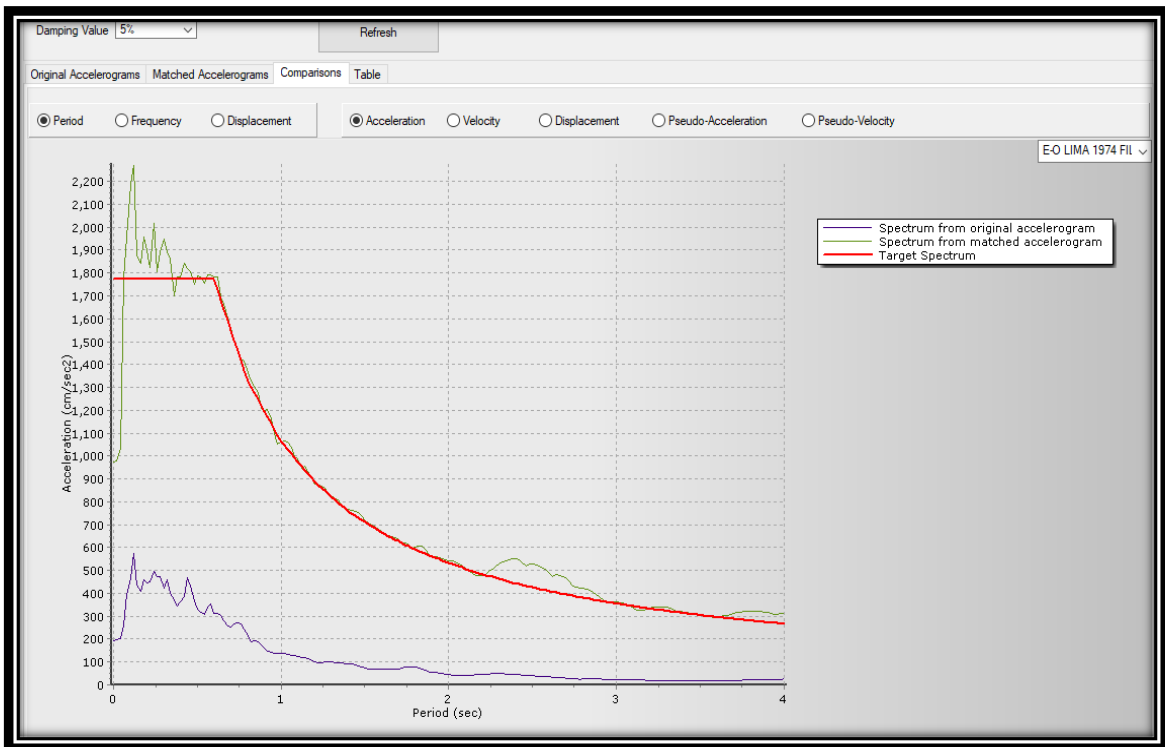 Damping Value 5% Refresh
Original Accelerograms Matched Accelerograms Comparisons Table
Period Frequency Displacement Acceleration Velocity Displacement Pseudo-Acceleration Pseudo-Velocity
E-O LIMA 1974 FIL
Spectrum from original accelerogram
Spectrum from matched accelerogram
Target Spectrum
Acceleration (cm/sec2)
2,200
2,100
2,000
1,900
1,800
1,700
1,600
1,500
1,400
1,300
1,200
1,100
1,000
900
800
700
600
500
400
300
200
100
0
0 1 2 3 4
Period (sec)